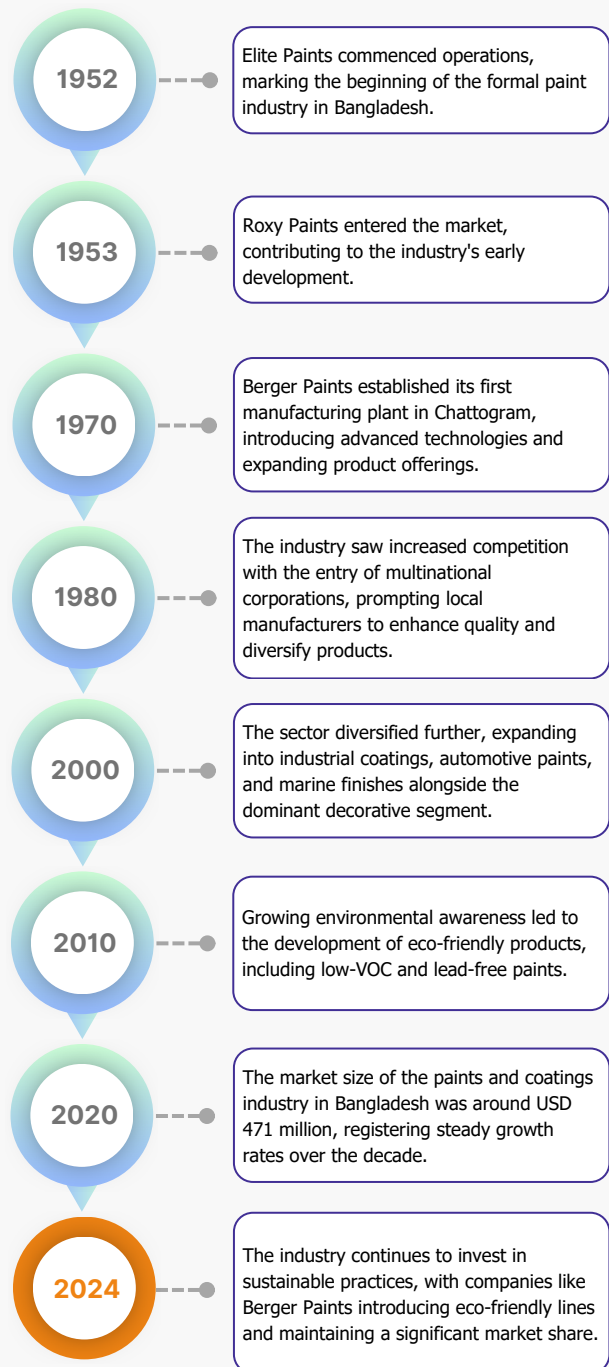 1952
Elite Paints commenced operations,
marking the beginning of the formal paint
industry in Bangladesh.
1953
Roxy Paints entered the market,
contributing to the industry's early
development.
1970
Berger Paints established its first
manufacturing plant in Chattogram,
introducing advanced technologies and
expanding product offerings.
1980
The industry saw increased competition
with the entry of multinational
corporations, prompting local
manufacturers to enhance quality and
diversify products.
2000
The sector diversified further, expanding
into industrial coatings, automotive paints,
and marine finishes alongside the
dominant decorative segment.
2010
Growing environmental awareness led to
the development of eco-friendly products,
including low-VOC and lead-free paints.
2020
The market size of the paints and coatings
industry in Bangladesh was around USD
471 million, registering steady growth
rates over the decade.
2024
The industry continues to invest in
sustainable practices, with companies like
Berger Paints introducing eco-friendly lines
and maintaining a significant market share.